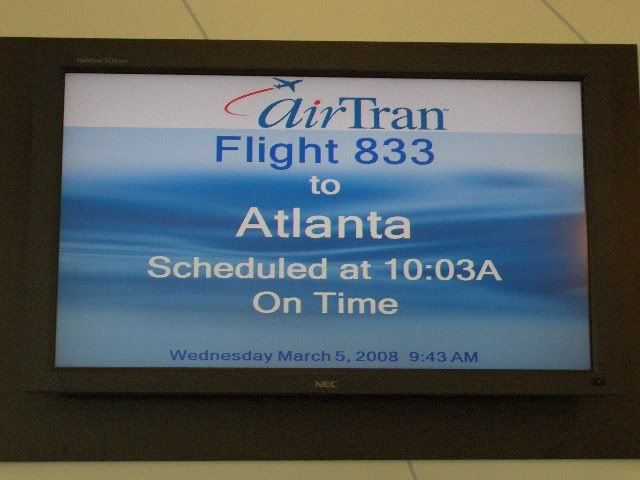 airTran
Flight 833
to
Atlanta
Scheduled at 10:03A
On Time
Wednesday March 5, 2008 9:43 AM
NEC